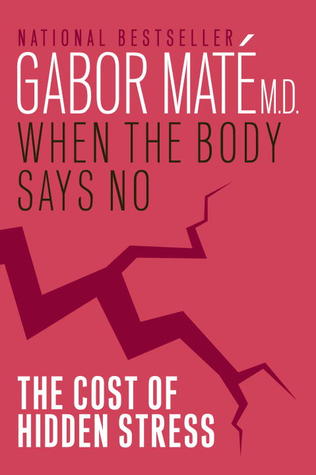 NATIONAL BESTSELLER
GABOR MATÉ M.D.
WHEN THE BODY
SAYS NO
THE COST OF
HIDDEN STRESS